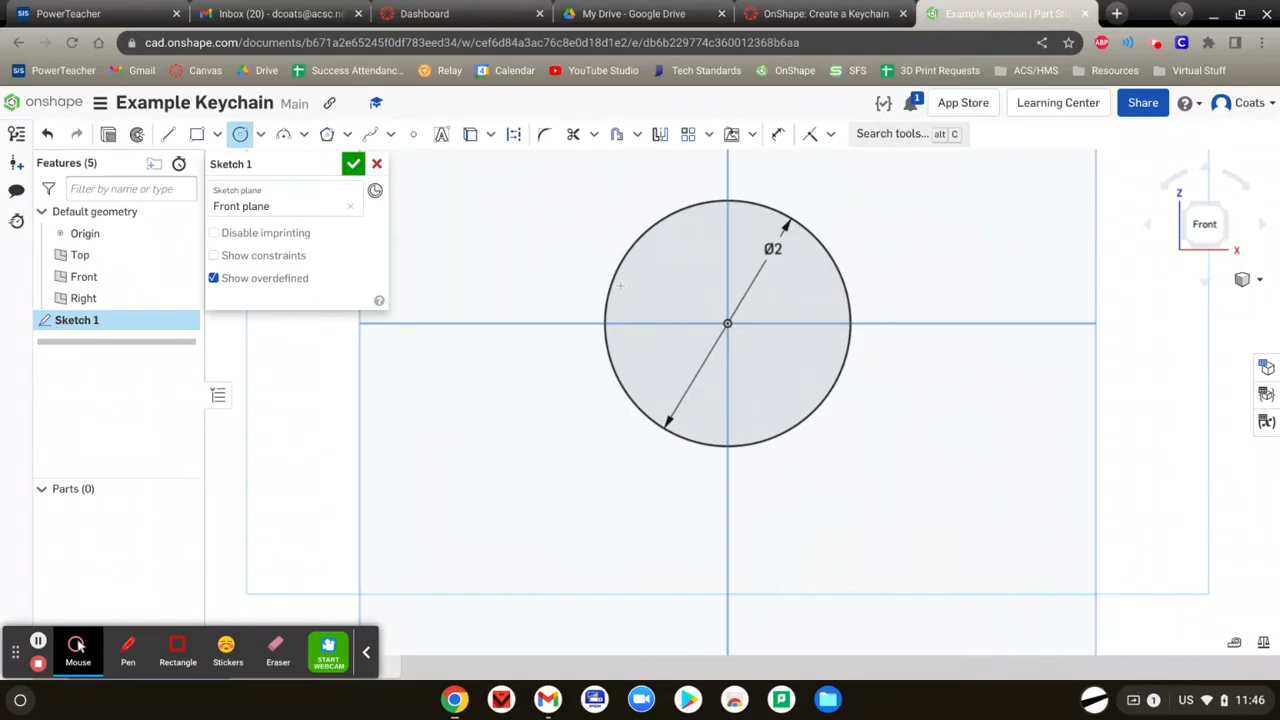 PowerTeacher
Inbox (20) - dcoats@acsc.ne
Dashboard
My Drive - Google Drive
OnShape: Create a Keychain
Example Keychain | Part Stu
cad.onshape.com/documents/b671a2e65245f0df783eed34/w/cef6d84a3ac76c8e0d18d1e2/e/db6b229774c360012368b6aa
PowerTeacher
Gmail
Canvas
Drive
Success Attendanc...
Relay
Calendar
YouTube Studio
Tech Standards
OnShape
SFS
3D Print Requests
ACS/HMS
Resources
Virtual Stuff
onshape
Example Keychain Main
1
App Store
Learning Center
Share
Coats
Search tools... alt C
Features (5)
Filter by name or type
Default geometry
Origin
Top
Front
Right
Sketch 1
Parts (0)
Sketch 1
Sketch plane
Front plane
Disable imprinting
Show constraints
Show overdefined
Ø2
Z
Front
X
Mouse
Pen
Rectangle
Stickers
Eraser
START
WEBCAM
1
US
11:46